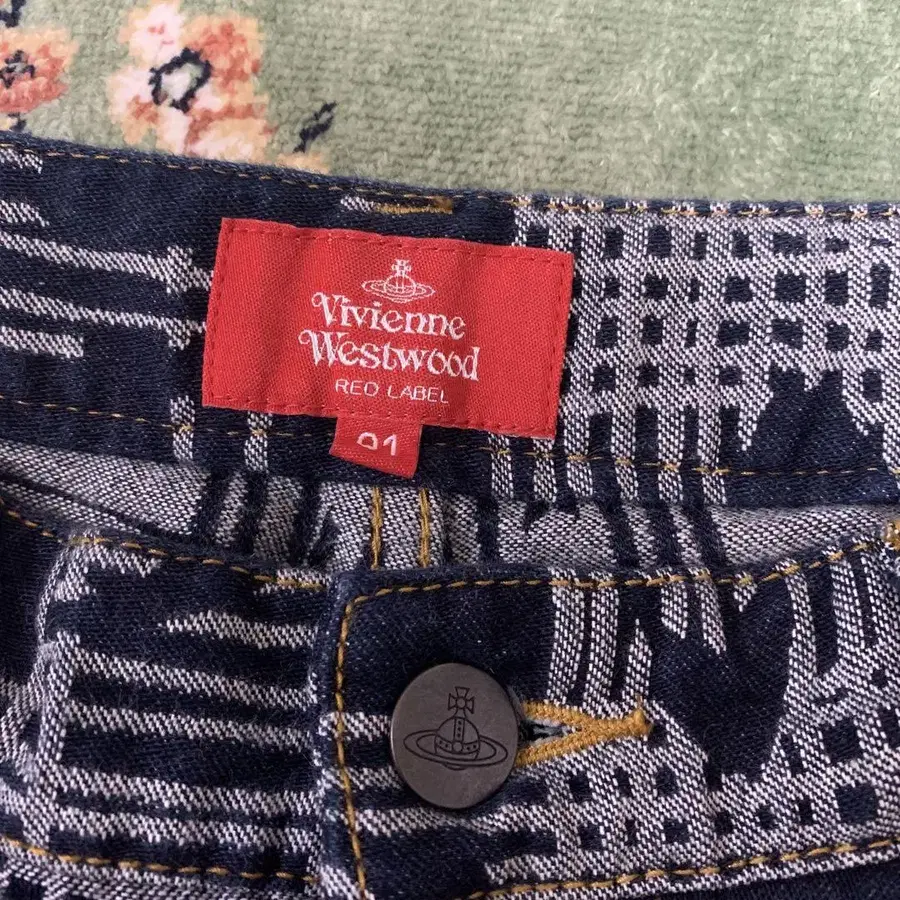 Vivienne
Westwood
RED LABEL
01